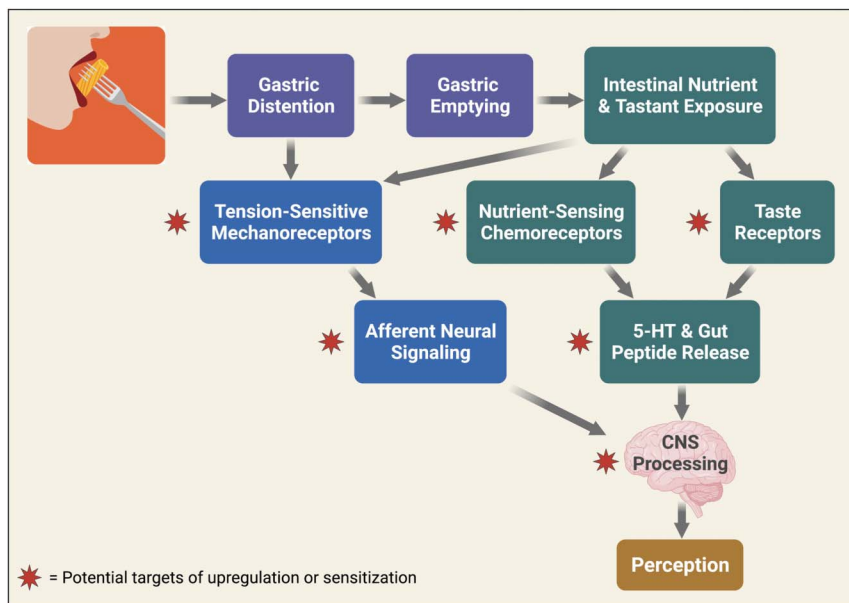 Gastric
Distention
Gastric
Emptying
Intestinal Nutrient
& Tastant Exposure
Tension-Sensitive
Mechanoreceptors
Nutrient-Sensing
Chemoreceptors
Taste
Receptors
Afferent Neural
Signaling
5-HT & Gut
Peptide Release
CNS
Processing
Perception
= Potential targets of upregulation or sensitization